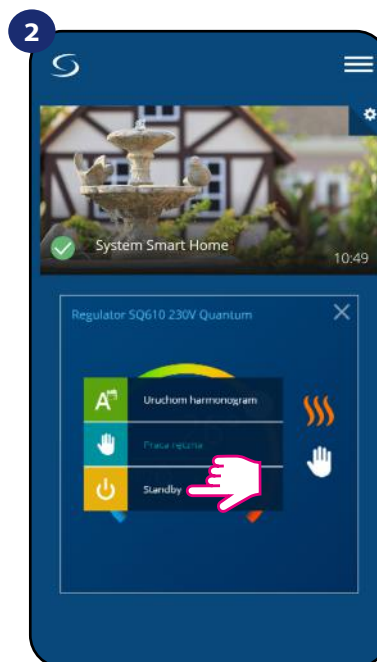 2
System Smart Home
10:49
Regulator SQ610 230V Quantum
A
Uruchom harmonogram
Praca ręczna
Standby